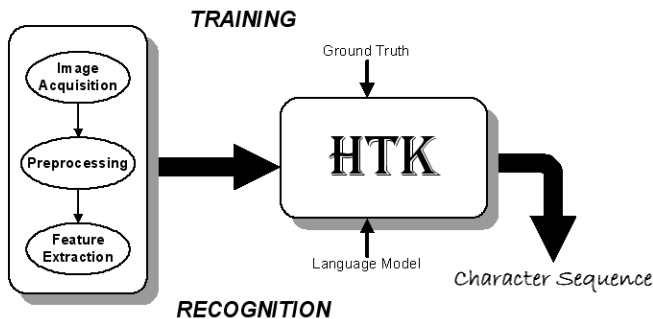 TRAINING
Image
Acquisition
Preprocessing
Feature
Extraction
Ground Truth
HTK
Language Model
Character Sequence
RECOGNITION